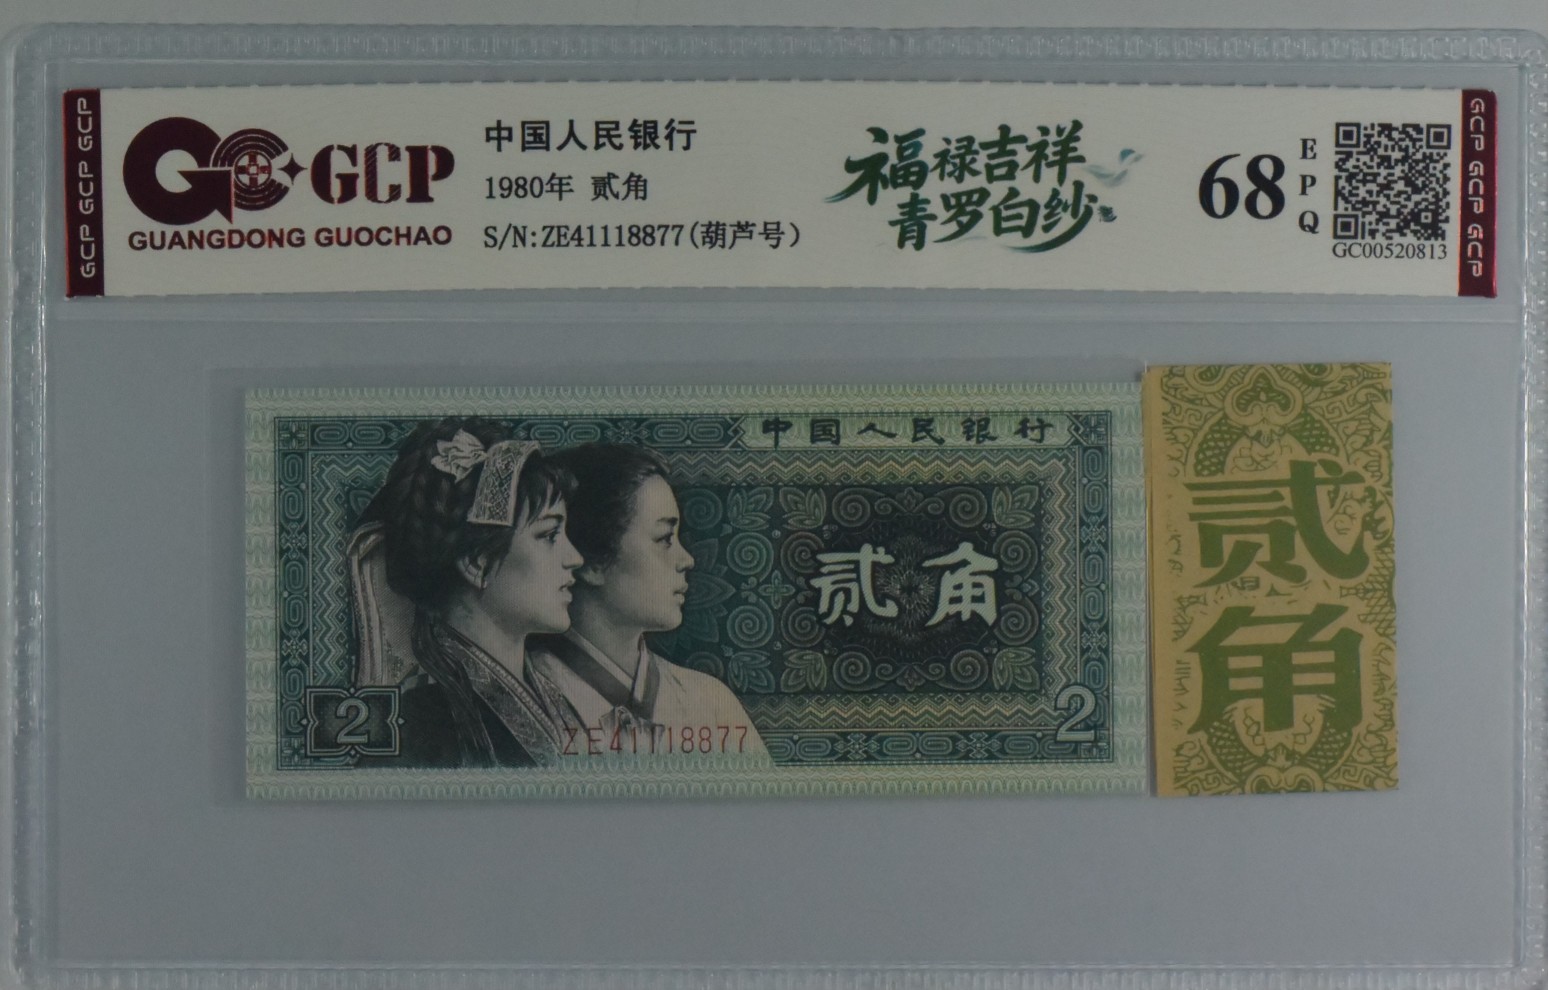 GCP GCP GCP
GCP
GUANGDONG GUOCHAO
中国人民银行
1980年 贰角
S/N:ZE41118877(葫芦号)
福禄吉祥
青罗白纱
68
EPQ
GC00520813
GCP GCP GCP
中国人民银行
贰角
2
2
ZE41118877
贰角